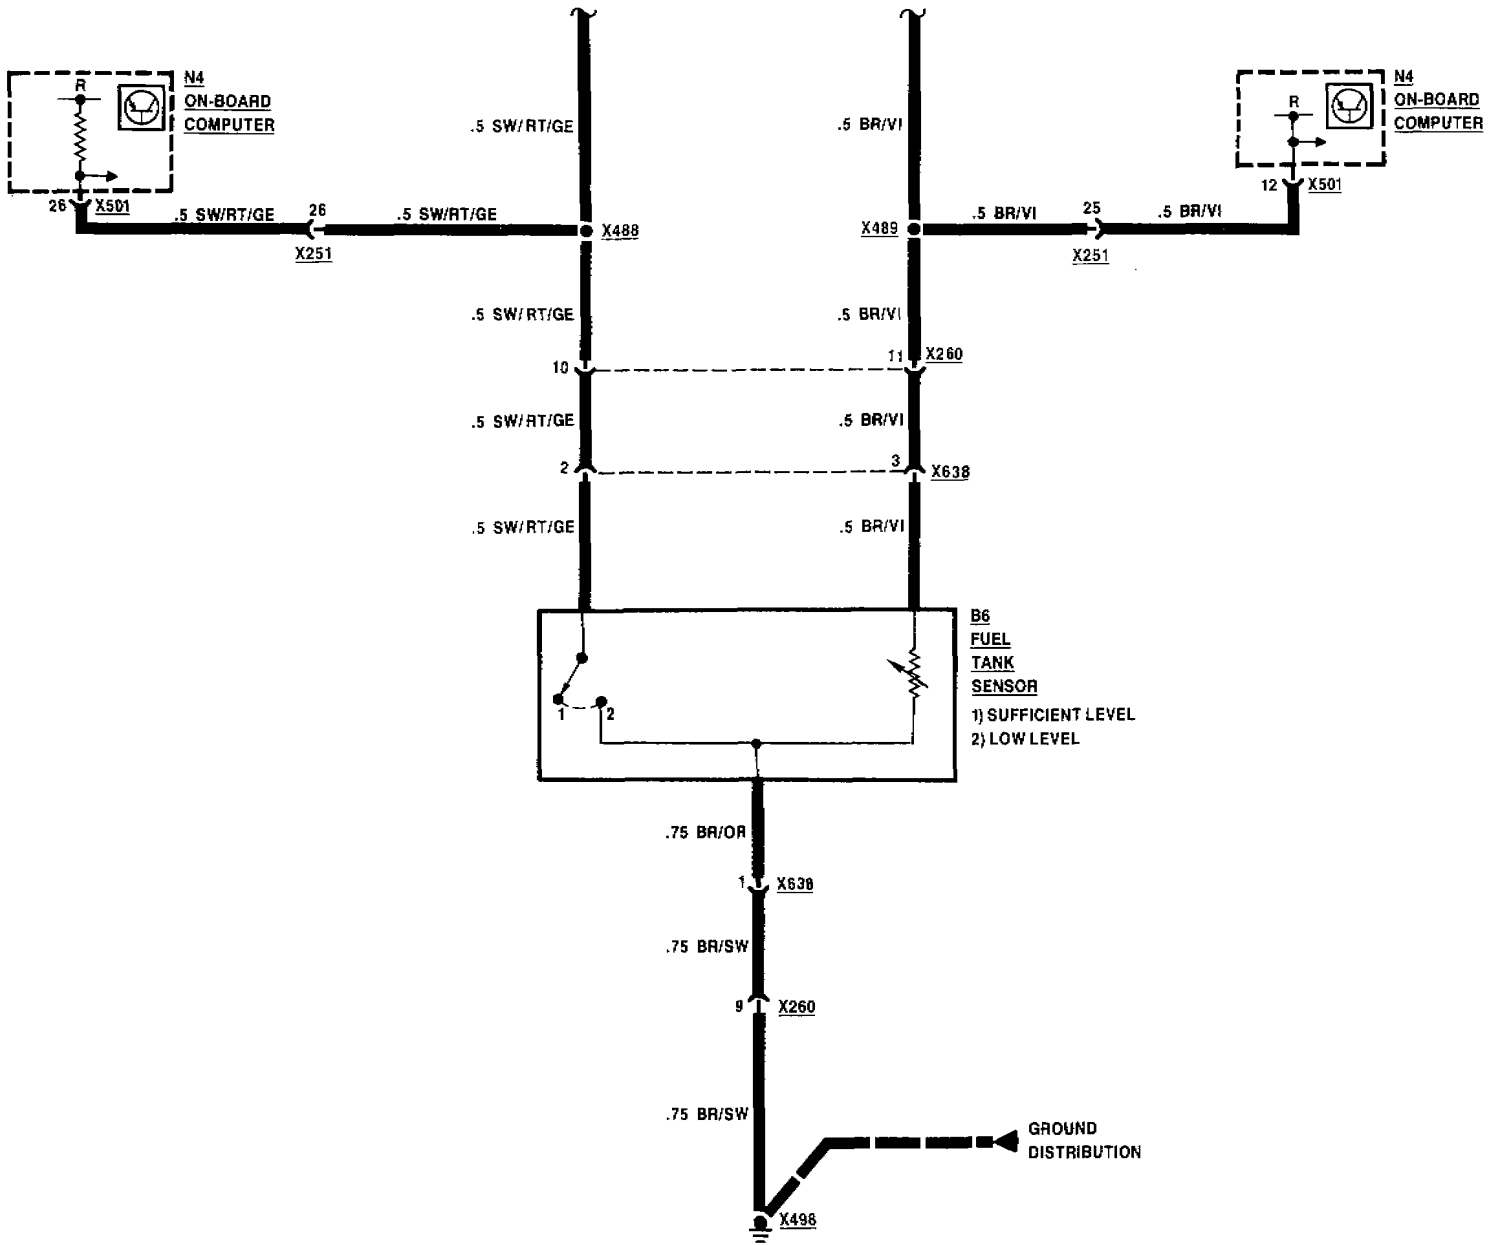 R
N4
ON-BOARD
COMPUTER
26
X501
.5 SW/RT/GE
26
X251
.5 SW/RT/GE
.5 SW/RT/GE
X488
.5 BR/VI
X489
.5 BR/VI
25
X251
.5 BR/VI
R
N4
ON-BOARD
COMPUTER
12
X501
.5 SW/RT/GE
.5 BR/VI
10
11
X260
.5 SW/RT/GE
.5 BR/VI
2
3
X638
.5 SW/RT/GE
.5 BR/VI
1
2
B6
FUEL
TANK
SENSOR
1) SUFFICIENT LEVEL
2) LOW LEVEL
.75 BR/OR
1
X638
.75 BR/SW
9
X260
.75 BR/SW
GROUND
DISTRIBUTION
X498